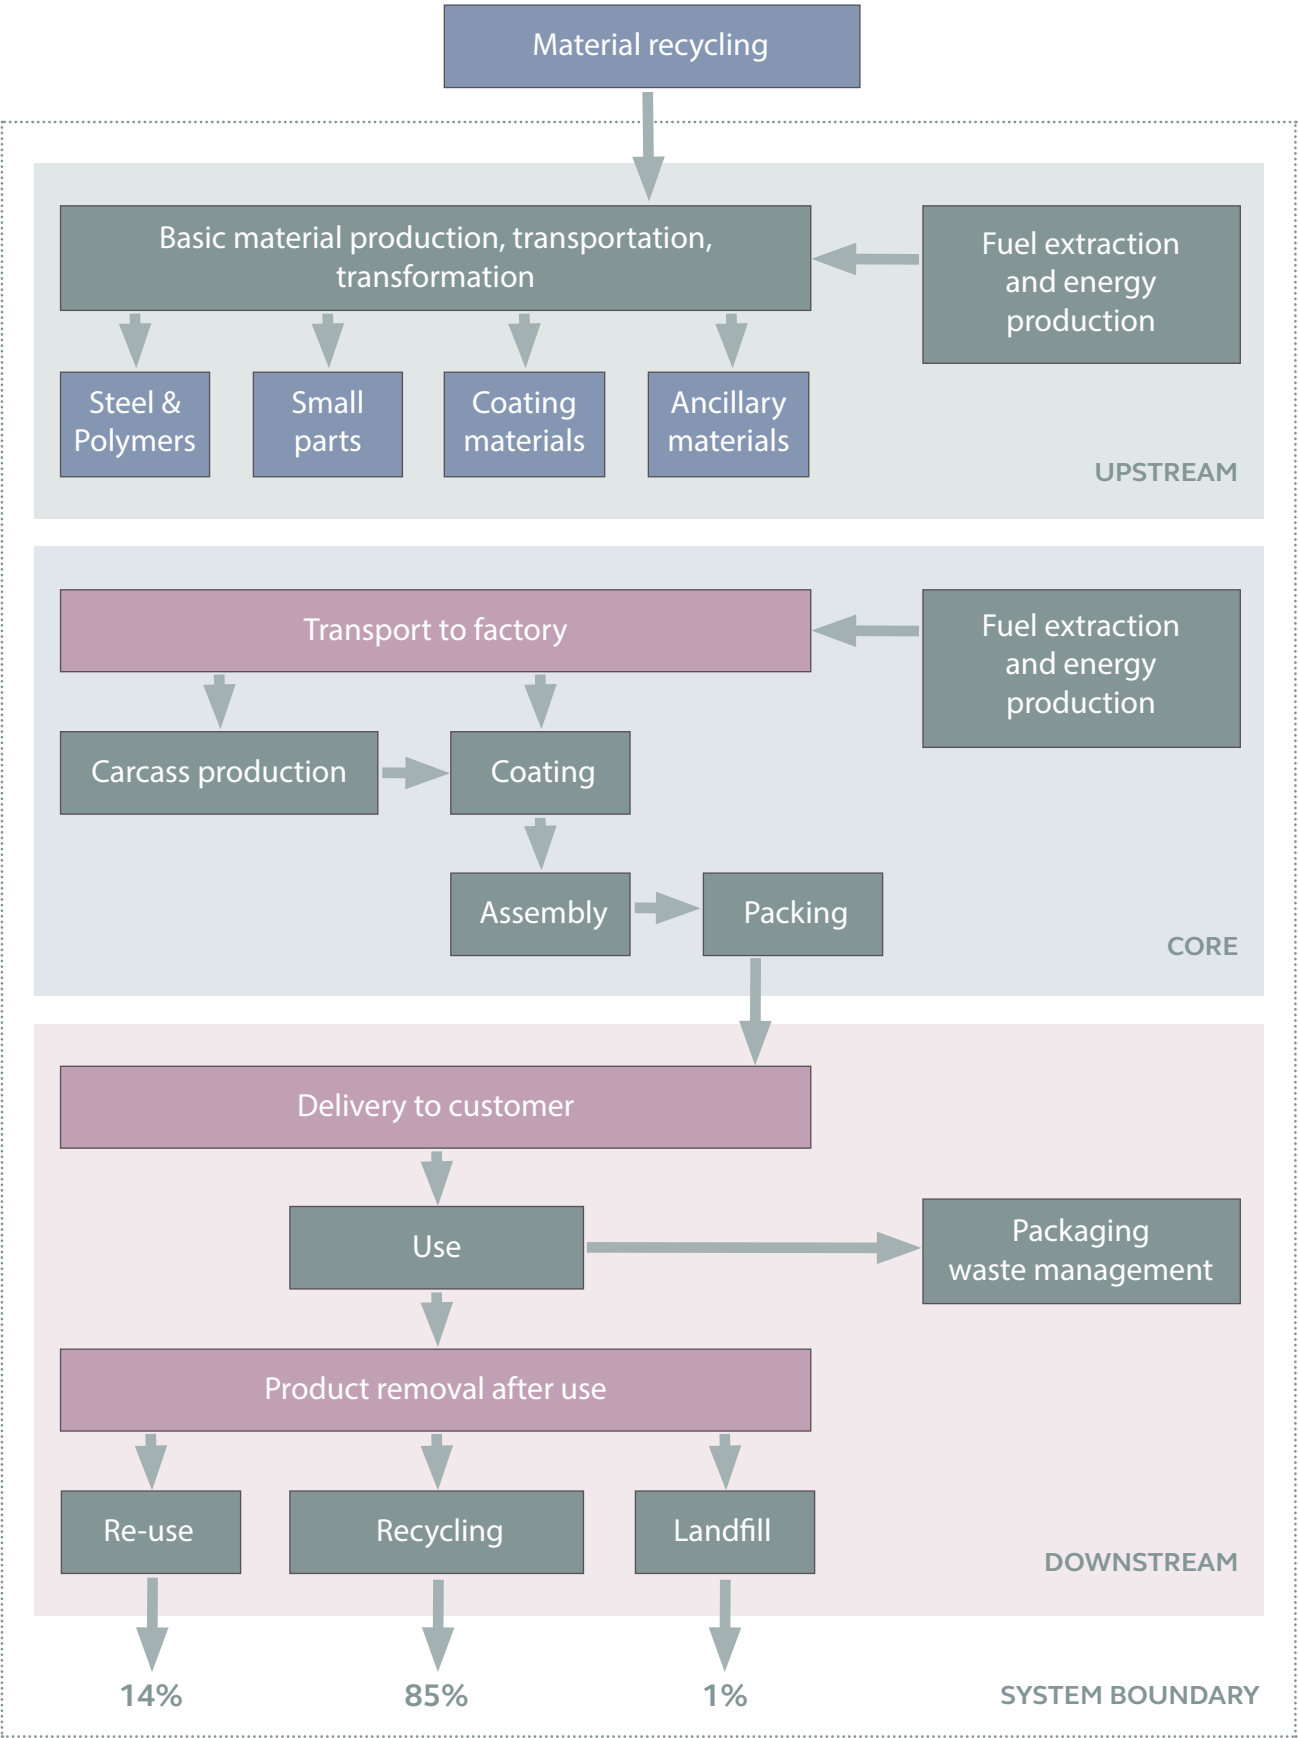 Material recycling
Basic material production, transportation,
transformation
Fuel extraction
and energy
production
Steel &
Polymers
Small
parts
Coating
materials
Ancillary
materials
UPSTREAM
Transport to factory
Fuel extraction
and energy
production
Carcass production
Coating
Assembly
Packing
CORE
Delivery to customer
Use
Packaging
waste management
Product removal after use
Re-use
Recycling
Landfill
DOWNSTREAM
14%
85%
1%
SYSTEM BOUNDARY